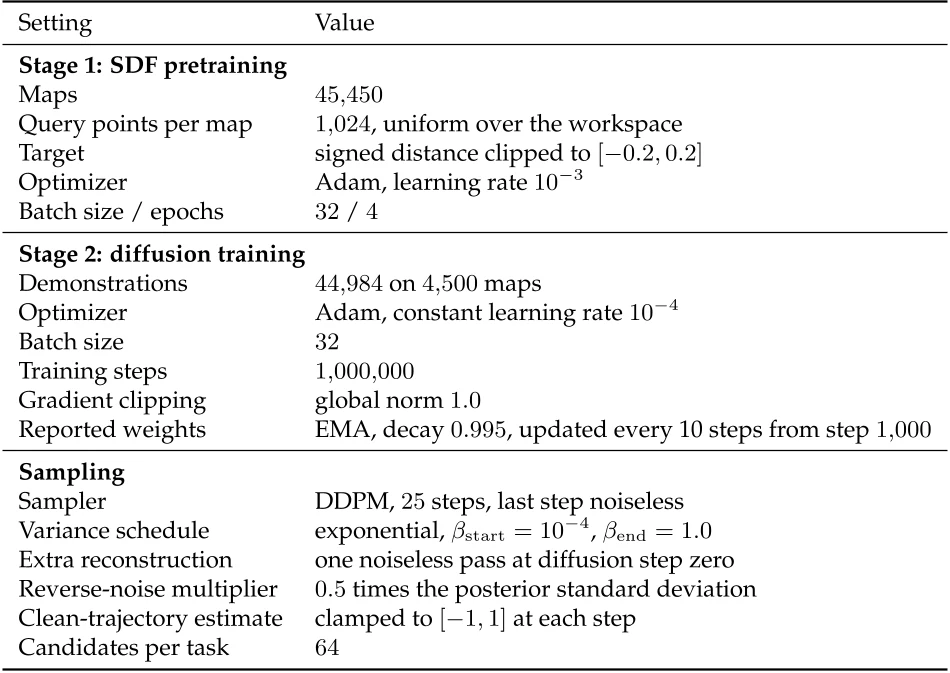 Setting Value
Stage 1: SDF pretraining
Maps 45,450
Query points per map 1,024, uniform over the workspace
Target signed distance clipped to [−0.2, 0.2]
Optimizer Adam, learning rate 10⁻³
Batch size / epochs 32 / 4
Stage 2: diffusion training
Demonstrations 44,984 on 4,500 maps
Optimizer Adam, constant learning rate 10⁻⁴
Batch size 32
Training steps 1,000,000
Gradient clipping global norm 1.0
Reported weights EMA, decay 0.995, updated every 10 steps from step 1,000
Sampling
Sampler DDPM, 25 steps, last step noiseless
Variance schedule exponential, β_start = 10⁻⁴, β_end = 1.0
Extra reconstruction one noiseless pass at diffusion step zero
Reverse-noise multiplier 0.5 times the posterior standard deviation
Clean-trajectory estimate clamped to [−1, 1] at each step
Candidates per task 64